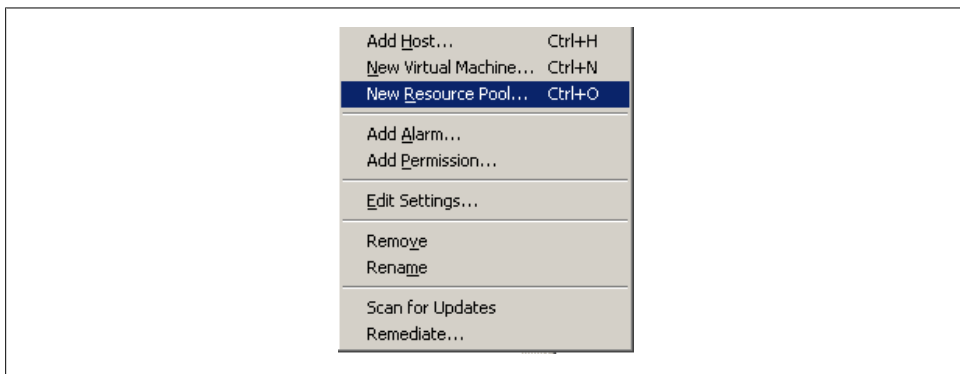 Add Host... Ctrl+H
New Virtual Machine... Ctrl+N
New Resource Pool... Ctrl+O
Add Alarm...
Add Permission...
Edit Settings...
Remove
Rename
Scan for Updates
Remediate...